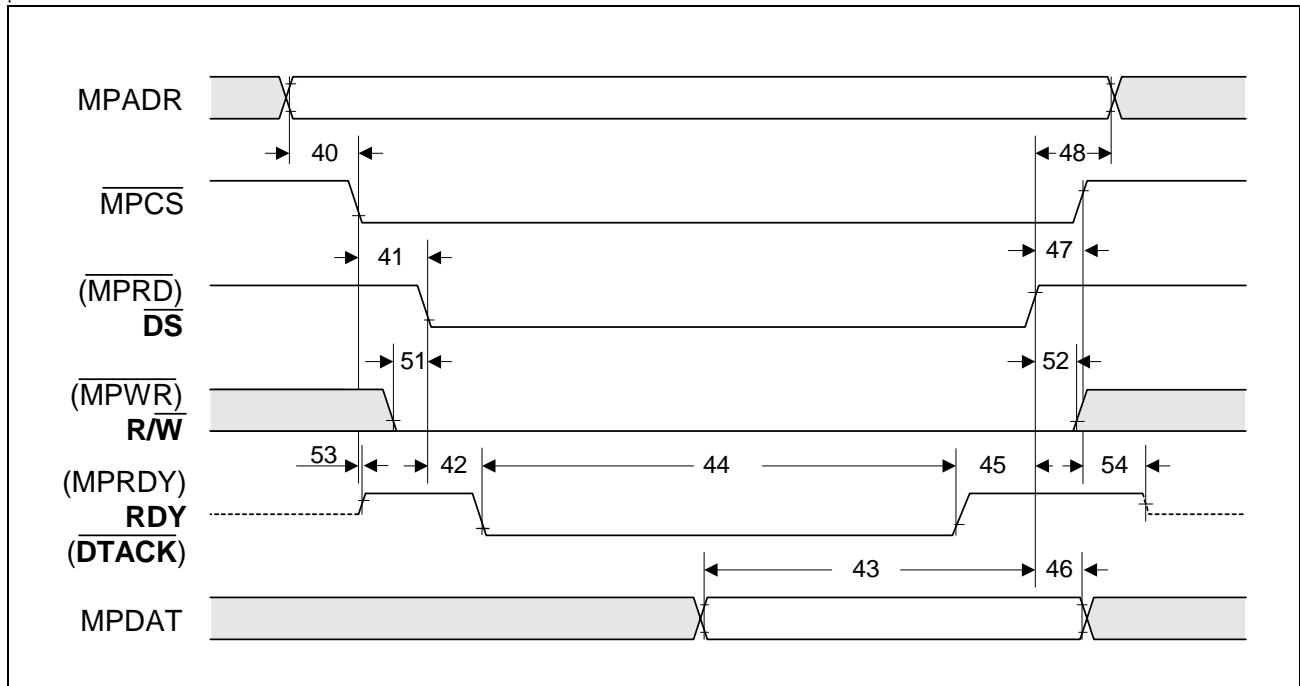 MPADR
40
48
MPCS
41
47
(MPRD)
DS
51
52
(MPWR)
R/W
53
42
44
45
54
(MPRDY)
RDY
(DTACK)
43
46
MPDAT